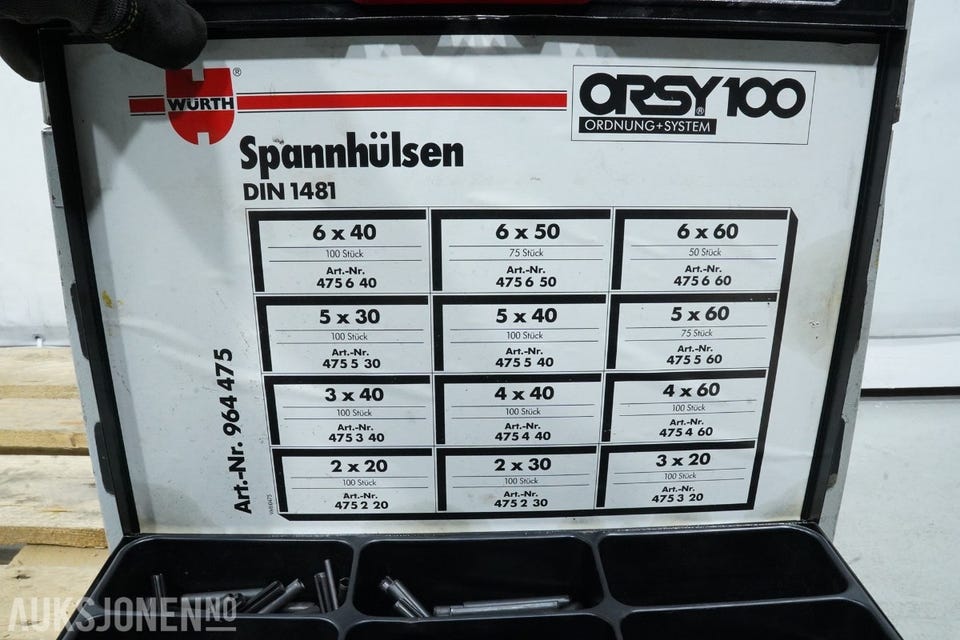 WÜRTH ®
ORSY®100
ORDNUNG+SYSTEM
Spannhülsen
DIN 1481
Art.-Nr. 964 475
6 x 40
100 Stück
Art.-Nr.
475 6 40
6 x 50
75 Stück
Art.-Nr.
475 6 50
6 x 60
50 Stück
Art.-Nr.
475 6 60
5 x 30
100 Stück
Art.-Nr.
475 5 30
5 x 40
100 Stück
Art.-Nr.
475 5 40
5 x 60
75 Stück
Art.-Nr.
475 5 60
3 x 40
100 Stück
Art.-Nr.
475 3 40
4 x 40
100 Stück
Art.-Nr.
475 4 40
4 x 60
100 Stück
Art.-Nr.
475 4 60
2 x 20
100 Stück
Art.-Nr.
475 2 20
2 x 30
100 Stück
Art.-Nr.
475 2 30
3 x 20
100 Stück
Art.-Nr.
475 3 20
AUKSJONEN.NO